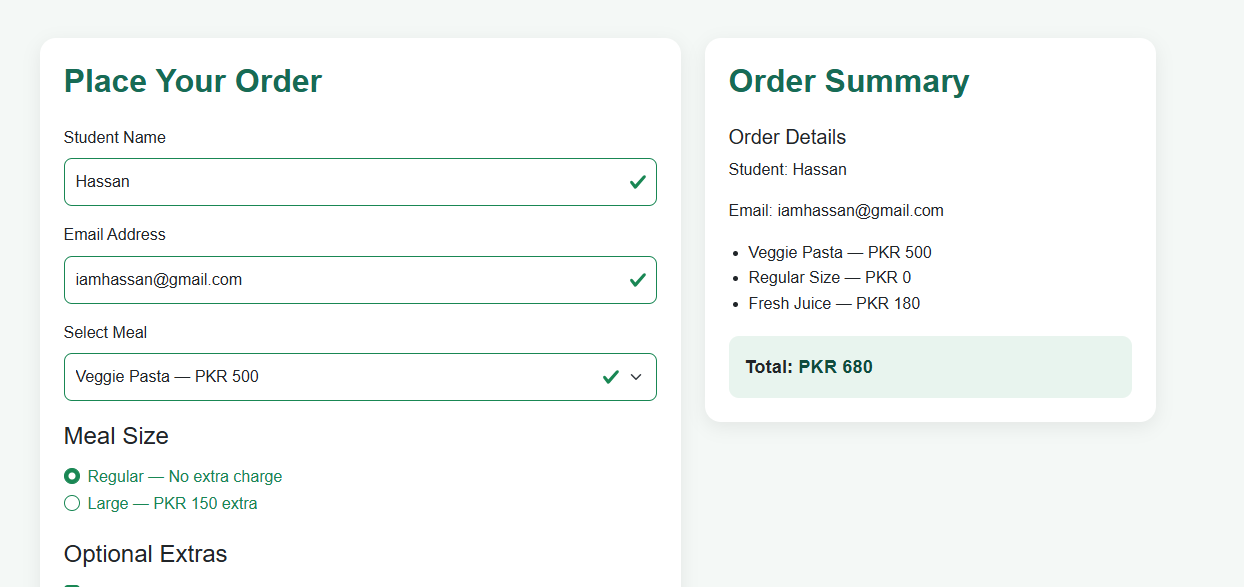 Place Your Order
Student Name
Hassan
Email Address
iamhassan@gmail.com
Select Meal
Veggie Pasta — PKR 500
Meal Size
Regular — No extra charge
Large — PKR 150 extra
Optional Extras
Order Summary
Order Details
Student: Hassan
Email: iamhassan@gmail.com
Veggie Pasta — PKR 500
Regular Size — PKR 0
Fresh Juice — PKR 180
Total: PKR 680